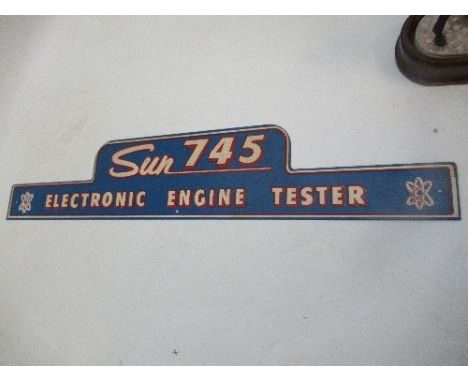 Sun 745
ELECTRONIC ENGINE TESTER